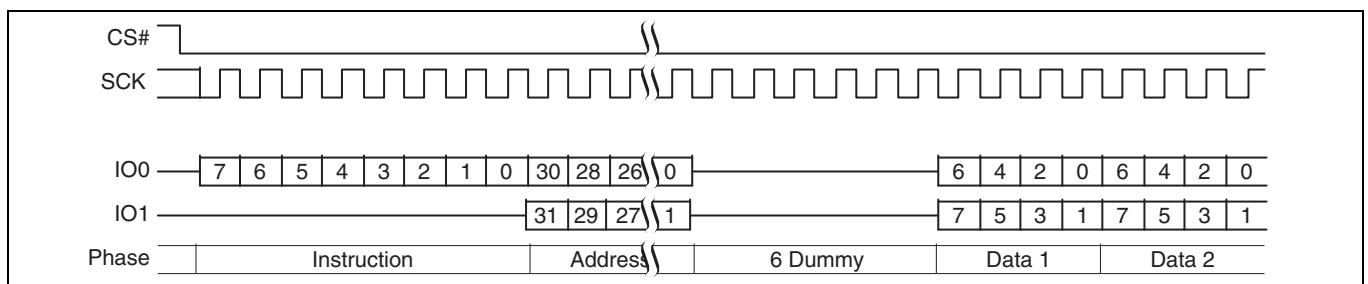 CS#
SCK
IO0 7 6 5 4 3 2 1 0 30 28 26 0 6 4 2 0 6 4 2 0
IO1 31 29 27 1 7 5 3 1 7 5 3 1
Phase Instruction Address 6 Dummy Data 1 Data 2